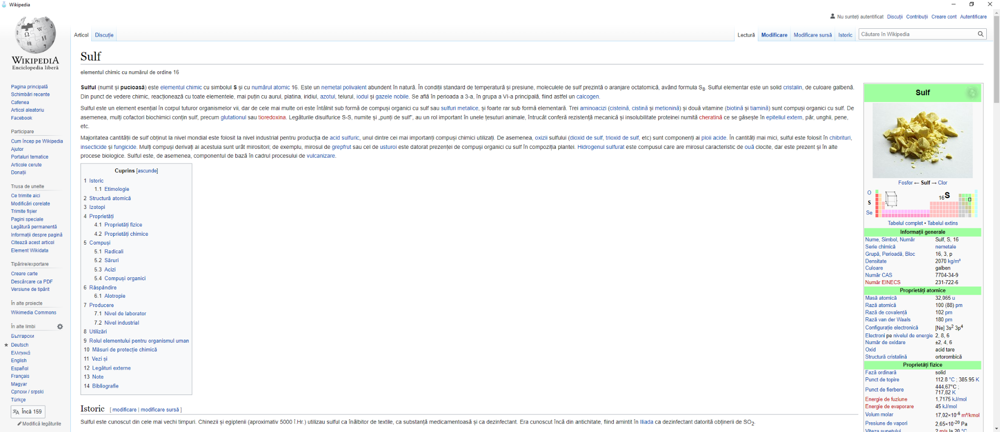 Wikipedia
Nu sunteți autentificat Discuții Contribuții Creare cont Autentificare
Articol Discuție Lectură Modificare Modificare sursă Istoric Căutare în Wikipedia
WIKIPEDIA
Enciclopedia liberă
Pagina principală
Schimbări recente
Cafenea
Articol aleatoriu
Facebook
Participare
Cum încep pe Wikipedia
Ajutor
Portaluri tematice
Articole cerute
Donații
Trusa de unelte
Ce trimite aici
Modificări corelate
Trimite fișier
Pagini speciale
Legătură permanentă
Informații despre pagină
Citează acest articol
Element Wikidata
Tipărire/exportare
Creare carte
Descărcare ca PDF
Versiune de tipărit
În alte proiecte
Wikimedia Commons
În alte limbi
Български
Deutsch
Ελληνικά
English
Español
Français
Magyar
Српски / srpski
Türkçe
Încă 159
Modifică legăturile
Sulf
elementul chimic cu numărul de ordine 16
Sulful (numit și pucioasă) este elementul chimic cu simbolul S și cu numărul atomic 16. Este un nemetal polivalent abundent în natură. În condiții standard de temperatură și presiune, moleculele de sulf prezintă o aranjare octatomică, având formula S₈. Sulful elementar este un solid cristalin, de culoare galbenă.
Din punct de vedere chimic, reacționează cu toate elementele, mai puțin cu aurul, platina, iridiul, azotul, telurul, iodul și gazele nobile. Se află în perioada a 3-a, în grupa a VI-a principală, fiind astfel un calcogen.
Sulful este un element esențial în corpul tuturor organismelor vii, dar de cele mai multe ori este întâlnit sub formă de compuși organici cu sulf sau sulfuri metalice, și foarte rar sub formă elementară. Trei aminoacizi (cisteină, cistină și metionină) și două vitamine (biotină și tiamină) sunt compuși organici cu sulf. De
asemenea, mulți cofactori biochimici conțin sulf, precum glutationul sau tioredoxina. Legăturile disulfurice S-S, numite și „punți de sulf”, au un rol important în unele țesuturi animale, întrucât conferă rezistență mecanică și insolubilitate proteinei numită cheratină ce se găsește în epiteliul extern, păr, unghii, pene,
etc.
Majoritatea cantității de sulf obținut la nivel mondial este folosit la nivel industrial pentru producția de acid sulfuric, unul dintre cei mai importanți compuși chimici utilizați. De asemenea, oxizii sulfului (dioxid de sulf, trioxid de sulf, etc) sunt componenți ai ploii acide. În cantități mai mici, sulful este folosit în chibrituri,
insecticide și fungicide. Mulți compuși derivați ai acestuia sunt urât mirositori; de exemplu, mirosul de grepfrut sau cel de usturoi este datorat prezenței de compuși organici cu sulf în compoziția plantei. Hidrogenul sulfurat este compusul care are mirosul caracteristic de ouă clocite, dar este prezent și în alte
procese biologice. Sulful este, de asemenea, componentul de bază în cadrul procesului de vulcanizare.
Cuprins [ascunde]
1 Istoric
1.1 Etimologie
2 Structură atomică
3 Izotopi
4 Proprietăți
4.1 Proprietăți fizice
4.2 Proprietăți chimice
5 Compuși
5.1 Radicali
5.2 Săruri
5.3 Acizi
5.4 Compuși organici
6 Răspândire
6.1 Alotropie
7 Producere
7.1 Nivel de laborator
7.2 Nivel industrial
8 Utilizări
9 Rolul elementului pentru organismul uman
10 Măsuri de protecție chimică
11 Vezi și
12 Legături externe
13 Note
14 Bibliografie
Istoric [ modificare | modificare sursă ]
Sulful este cunoscut din cele mai vechi timpuri. Chinezii și egiptenii (aproximativ 5000 î.Hr.) utilizau sulful ca înălbitor de textile, ca substanță medicamentoasă și ca dezinfectant. Era cunoscut încă din antichitate, fiind amintit în Iliada ca dezinfectant datorită obținerii de SO₂.
Sulf
Fosfor ← Sulf → Clor
O
S
Se
16S
Tabelul complet • Tabelul extins
Informații generale
Nume, Simbol, Număr Sulf, S, 16
Serie chimică nemetale
Grupă, Perioadă, Bloc 16, 3, p
Densitate 2070 kg/m³
Culoare galben
Număr CAS 7704-34-9
Număr EINECS 231-722-6
Proprietăți atomice
Masă atomică 32,065 u
Rază atomică 100 (88) pm
Rază de covalență 102 pm
Rază van der Waals 180 pm
Configurație electronică [Ne] 3s² 3p⁴
Electroni pe nivelul de energie 2, 8, 6
Număr de oxidare ±2, 4, 6
Oxid acid tare
Structură cristalină ortorombică
Proprietăți fizice
Fază ordinară solid
Punct de topire 112.8 °C ; 385.95 K
Punct de fierbere 444,67°C ;
717,82 K
Energie de fuziune 1,7175 kJ/mol
Energie de evaporare 45 kJ/mol
Volum molar 17,02×10⁻⁶ m³/kmol
Presiune de vapori 2,65×10⁻²⁰ Pa
Viteza sunetului 2 m/s la 20 °C